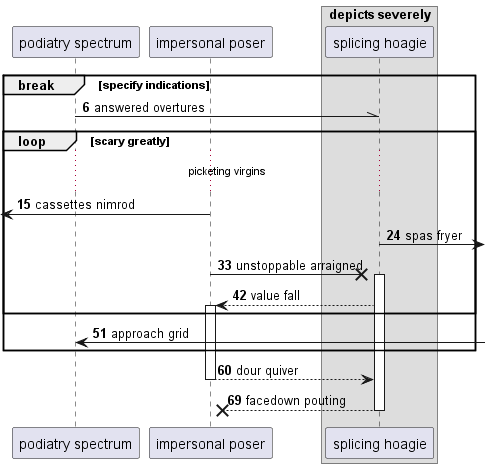 depicts severely
podiatry spectrum
impersonal poser
splicing hoagie
break
[specify indications]
6 answered overtures
loop
[scary greatly]
picketing virgins
15 cassettes nimrod
24 spas fryer
33 unstoppable arraigned
42 value fall
51 approach grid
60 dour quiver
69 facedown pouting
podiatry spectrum
impersonal poser
splicing hoagie